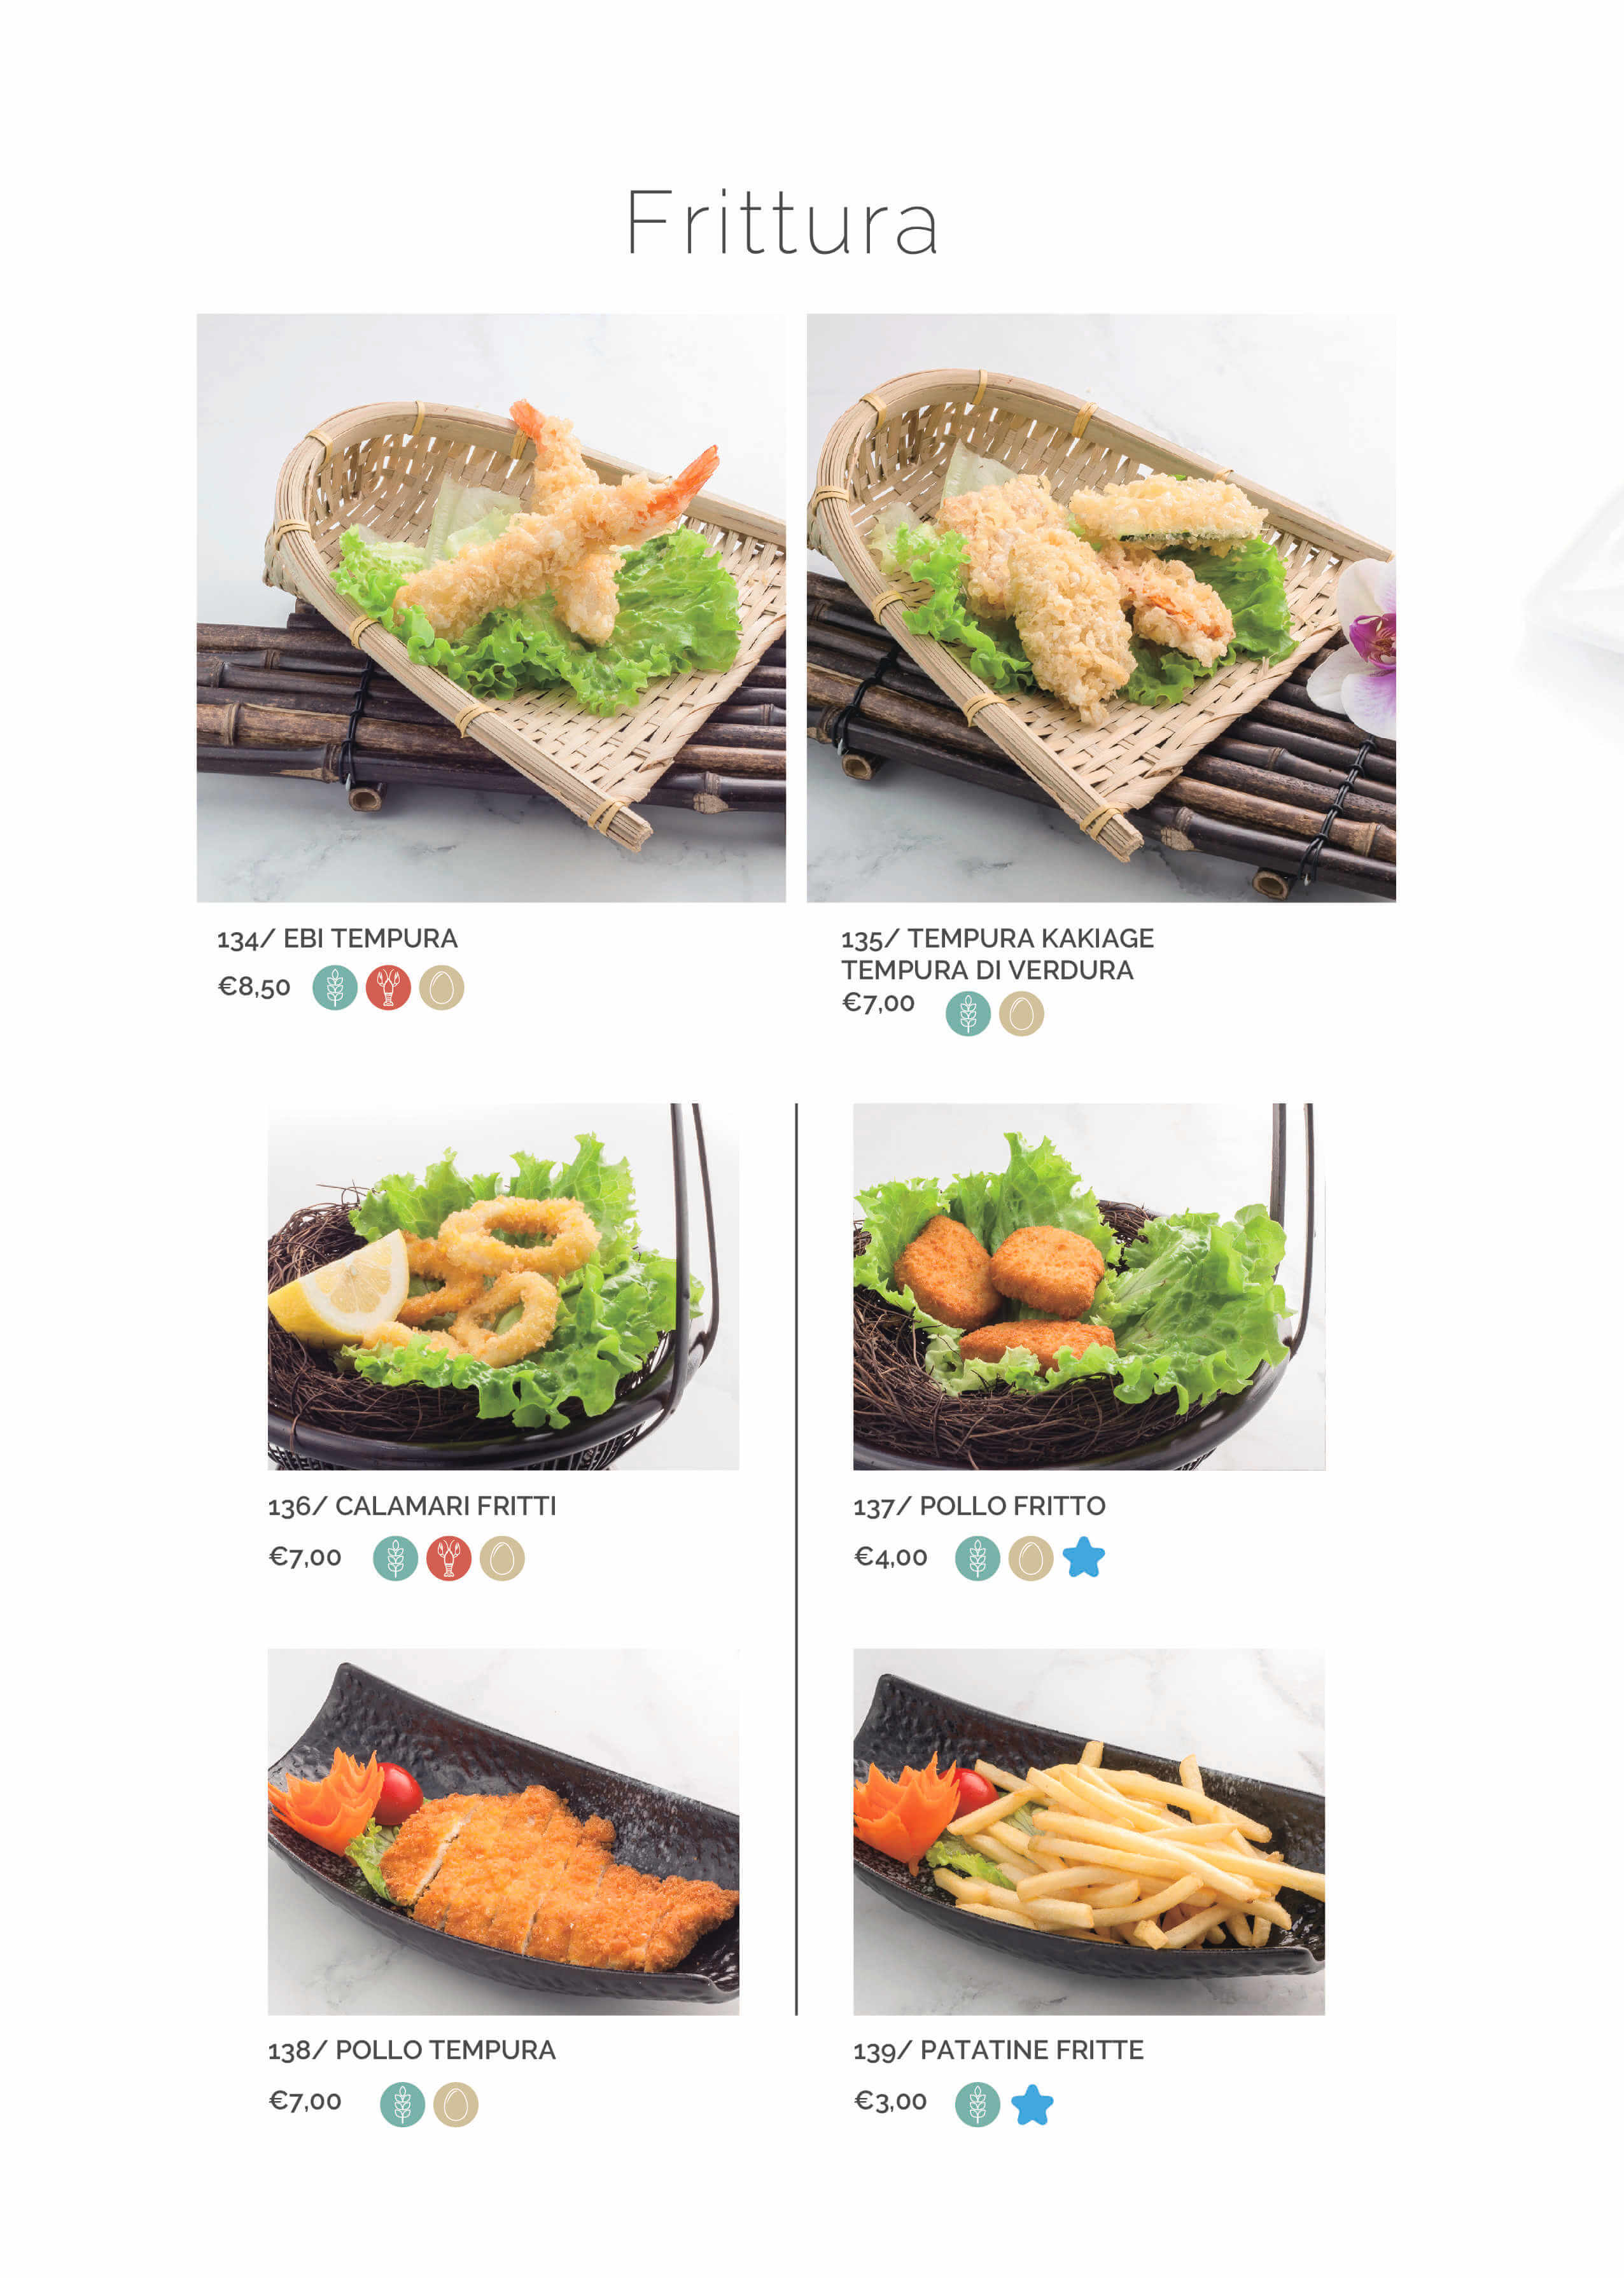 Frittura
134/ EBI TEMPURA
€8,50
135/ TEMPURA KAKIAGE
TEMPURA DI VERDURA
€7,00
136/ CALAMARI FRITTI
€7,00
137/ POLLO FRITTO
€4,00
138/ POLLO TEMPURA
€7,00
139/ PATATINE FRITTE
€3,00